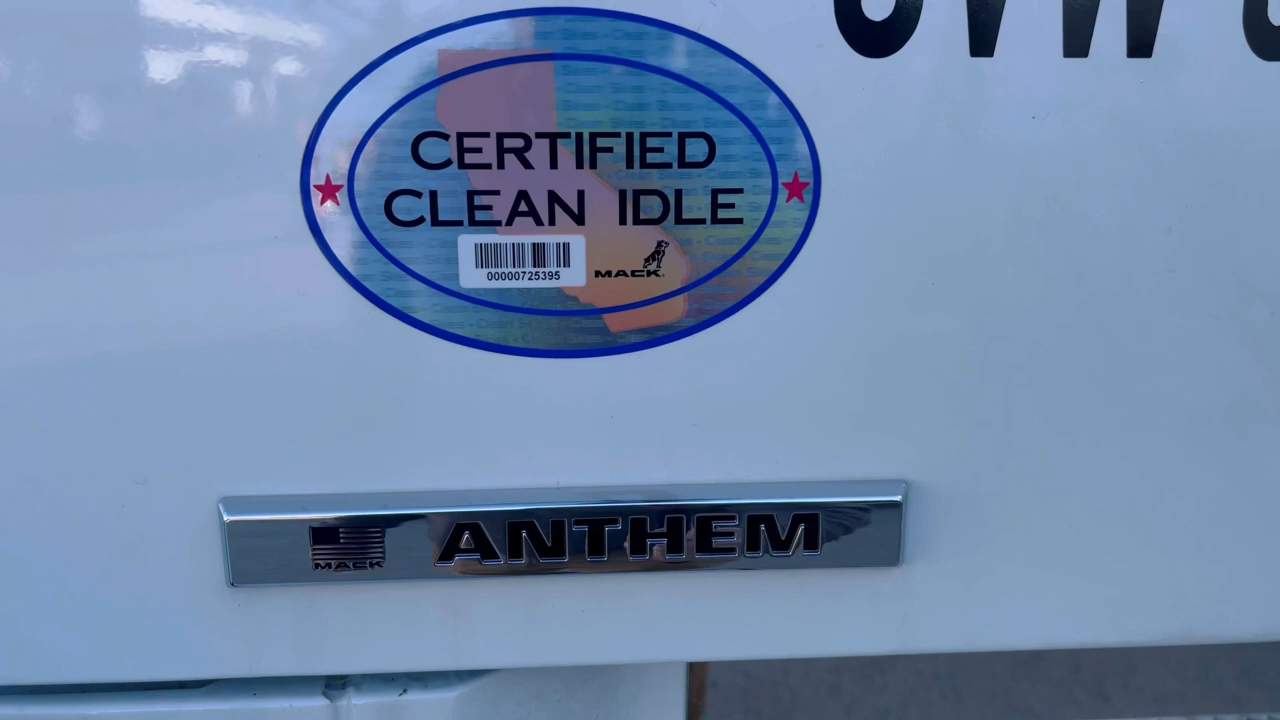 CERTIFIED
CLEAN IDLE
00000725395
MACK
MACK
ANTHEM